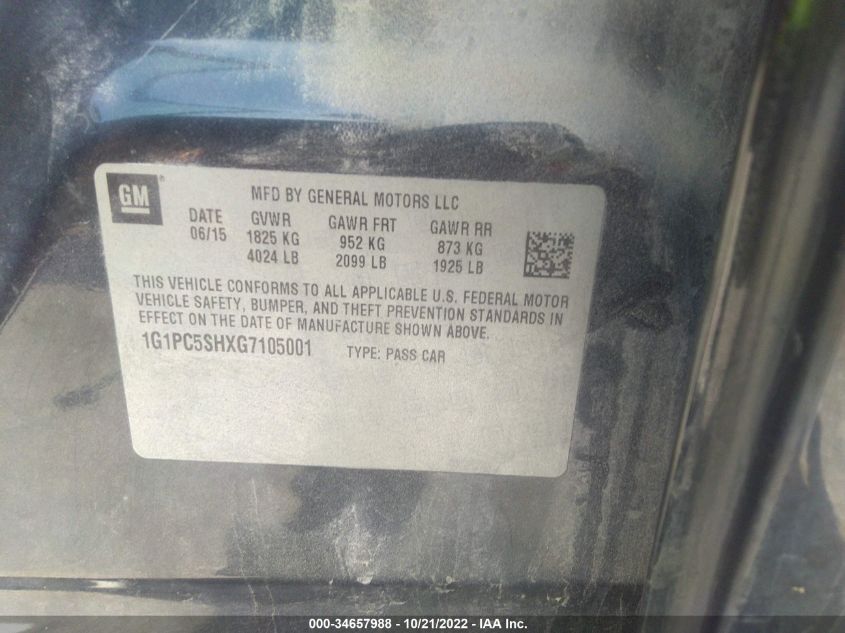 GM ®
MFD BY GENERAL MOTORS LLC
DATE GVWR GAWR FRT GAWR RR
06/15 1825 KG 952 KG 873 KG
4024 LB 2099 LB 1925 LB
THIS VEHICLE CONFORMS TO ALL APPLICABLE U.S. FEDERAL MOTOR
VEHICLE SAFETY, BUMPER, AND THEFT PREVENTION STANDARDS IN
EFFECT ON THE DATE OF MANUFACTURE SHOWN ABOVE.
1G1PC5SHXG7105001 TYPE: PASS CAR
000-34657988 - 10/21/2022 - IAA Inc.